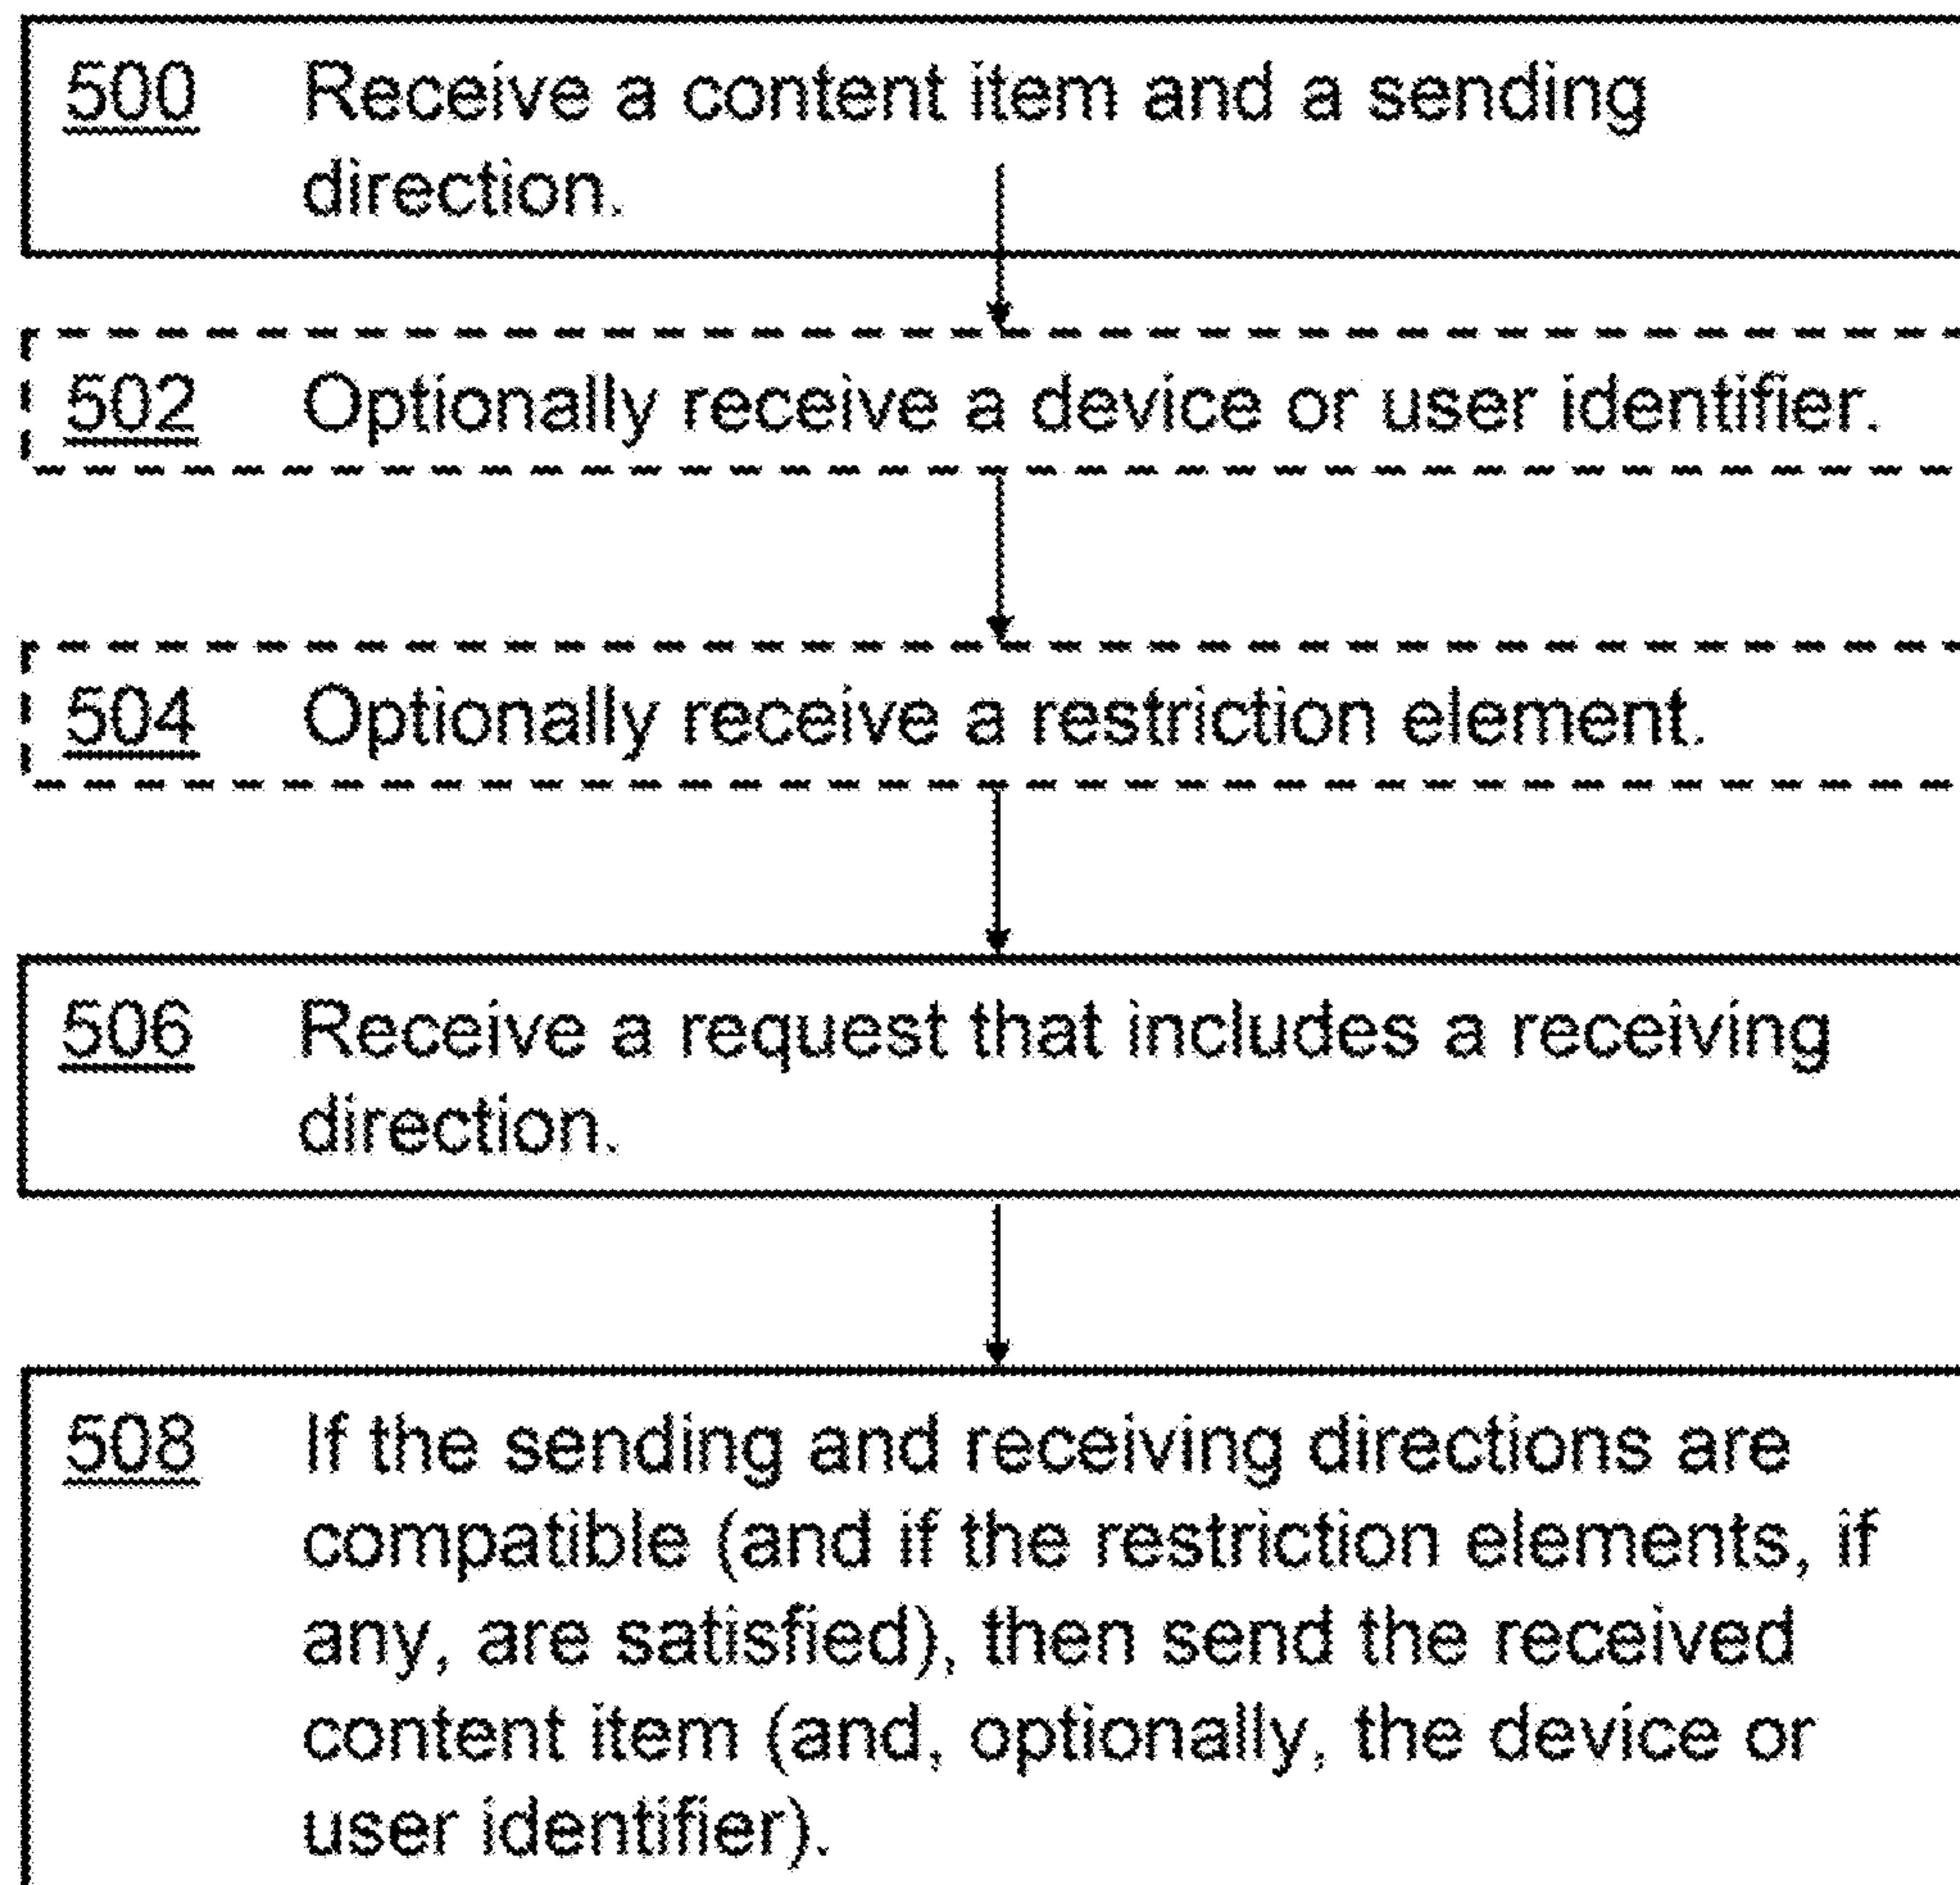 500 Receive a content item and a sending
direction.
502 Optionally receive a device or user identifier.
504 Optionally receive a restriction element.
506 Receive a request that includes a receiving
direction.
508 If the sending and receiving directions are
compatible (and if the restriction elements, if
any, are satisfied), then send the received
content item (and, optionally, the device or
user identifier).